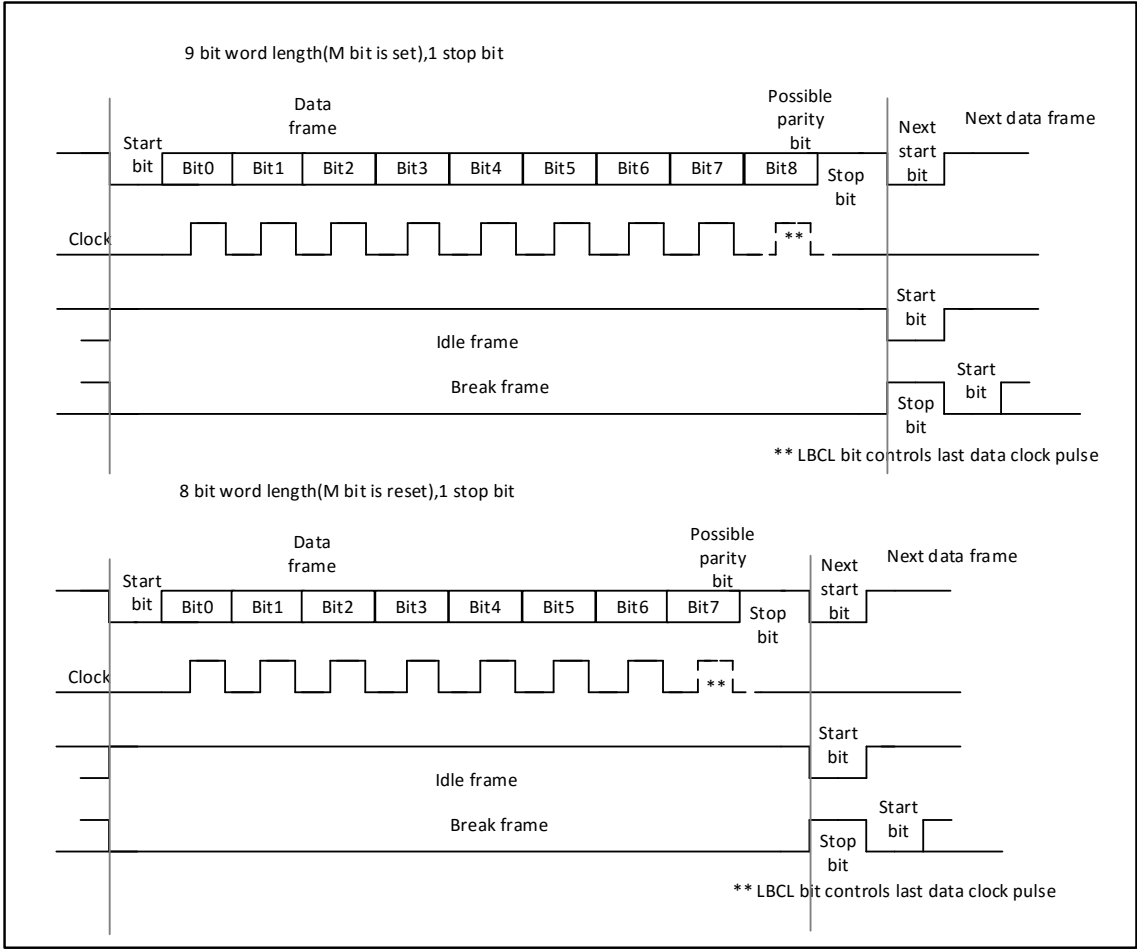 9 bit word length(M bit is set),1 stop bit
Data
frame
Possible
parity
bit
Start
bit
Bit0
Bit1
Bit2
Bit3
Bit4
Bit5
Bit6
Bit7
Bit8
Stop
bit
Next
start
bit
Next data frame
Clock
**
Start
bit
Idle frame
Break frame
Stop
bit
Start
bit
** LBCL bit controls last data clock pulse
8 bit word length(M bit is reset),1 stop bit
Data
frame
Possible
parity
bit
Start
bit
Bit0
Bit1
Bit2
Bit3
Bit4
Bit5
Bit6
Bit7
Stop
bit
Next
start
bit
Next data frame
Clock
**
Start
bit
Idle frame
Break frame
Stop
bit
Start
bit
** LBCL bit controls last data clock pulse